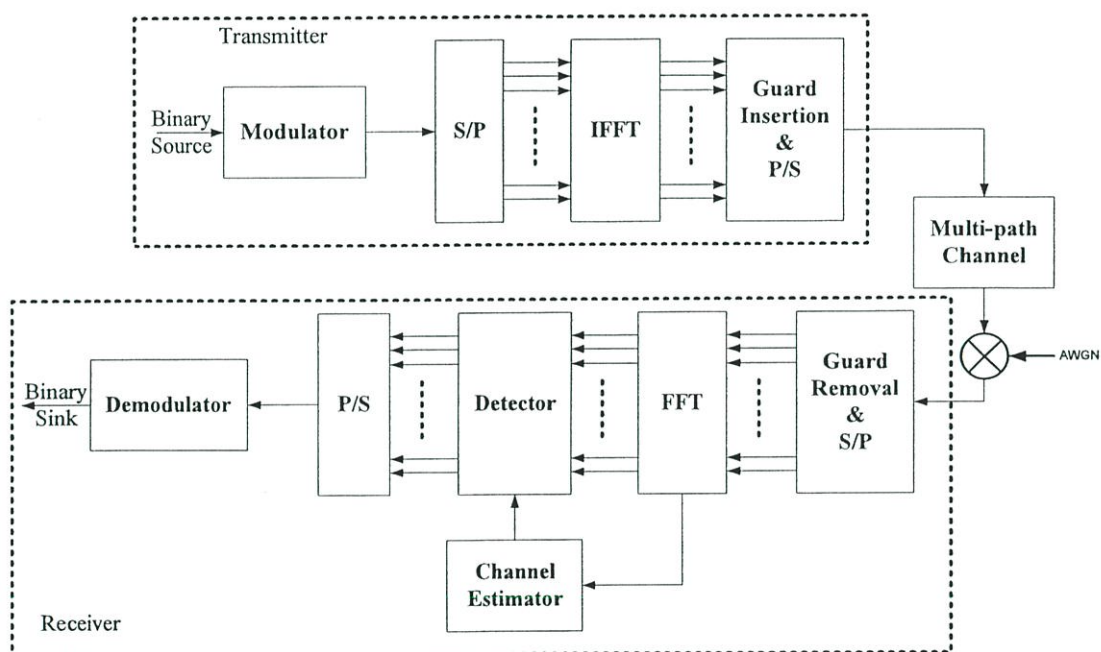 Transmitter
Binary
Source
Modulator
S/P
IFFT
Guard
Insertion
&
P/S
Multi-path
Channel
AWGN
Guard
Removal
&
S/P
FFT
Detector
P/S
Demodulator
Binary
Sink
Channel
Estimator
Receiver